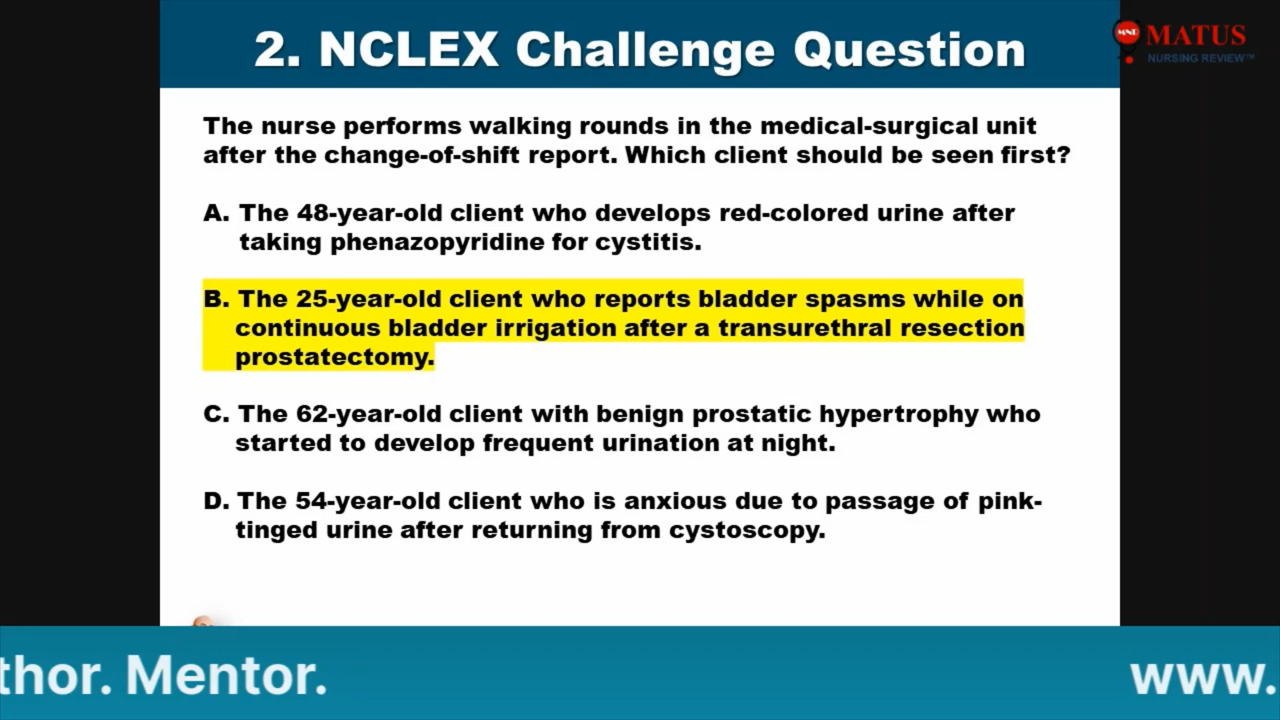 2. NCLEX Challenge Question
MNR
MATUS
NURSING REVIEW™
The nurse performs walking rounds in the medical-surgical unit
after the change-of-shift report. Which client should be seen first?
A. The 48-year-old client who develops red-colored urine after
taking phenazopyridine for cystitis.
B. The 25-year-old client who reports bladder spasms while on
continuous bladder irrigation after a transurethral resection
prostatectomy.
C. The 62-year-old client with benign prostatic hypertrophy who
started to develop frequent urination at night.
D. The 54-year-old client who is anxious due to passage of pink-
tinged urine after returning from cystoscopy.
thor. Mentor.
www.